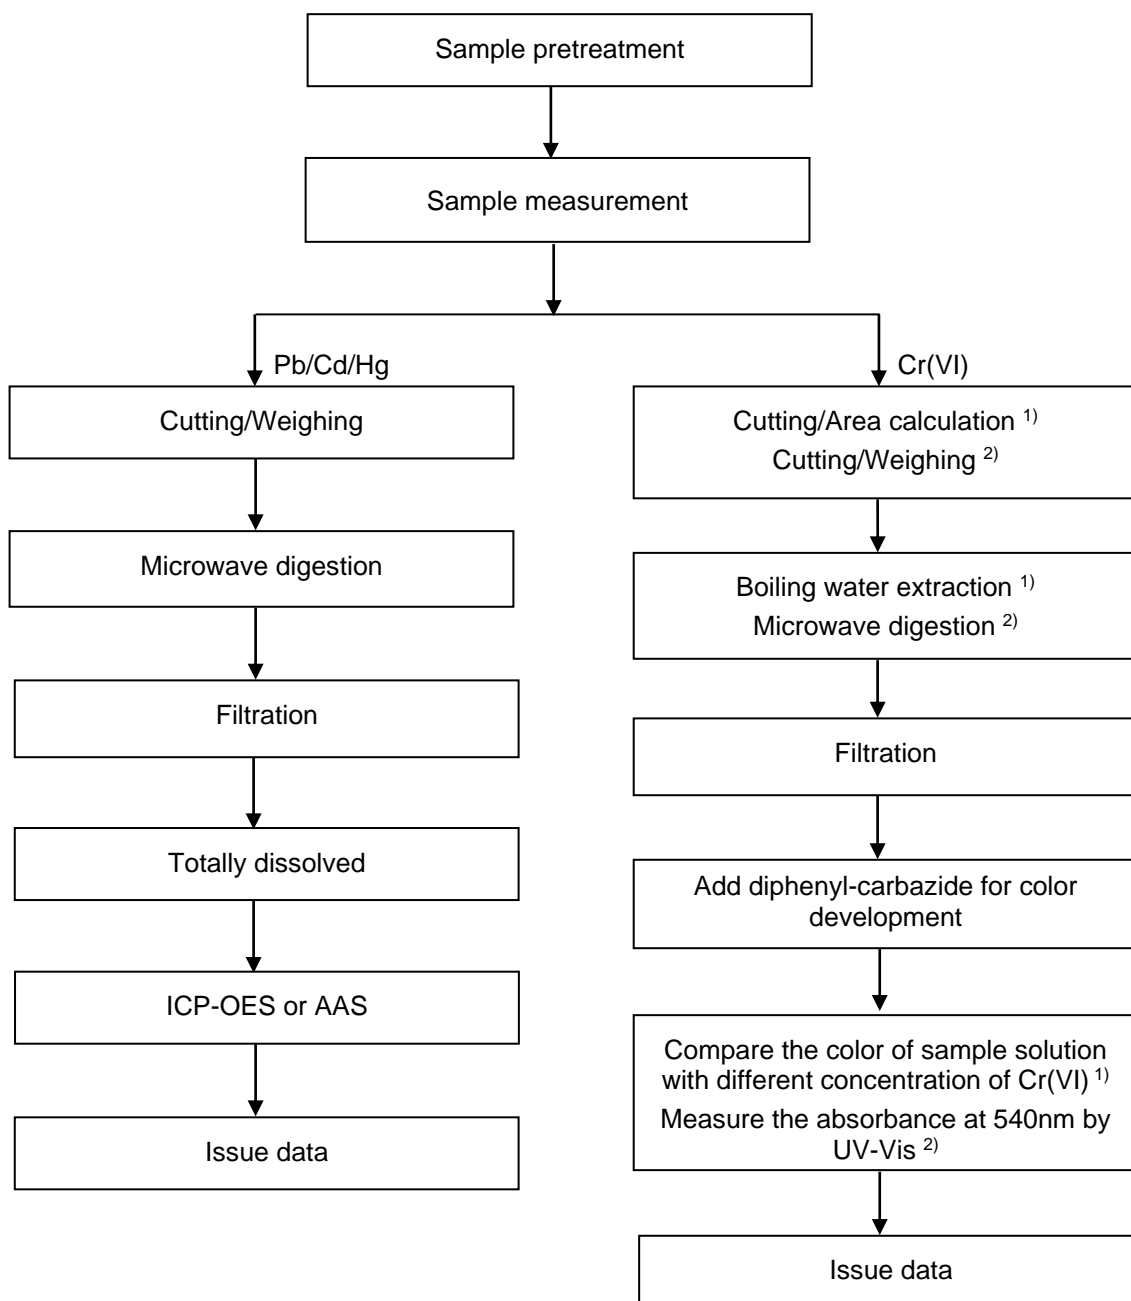 Sample pretreatment
Sample measurement
Pb/Cd/Hg
Cutting/Weighing
Microwave digestion
Filtration
Totally dissolved
ICP-OES or AAS
Issue data
Cr(VI)
Cutting/Area calculation 1)
Cutting/Weighing 2)
Boiling water extraction 1)
Microwave digestion 2)
Filtration
Add diphenyl-carbazide for color
development
Compare the color of sample solution
with different concentration of Cr(VI) 1)
Measure the absorbance at 540nm by
UV-Vis 2)
Issue data